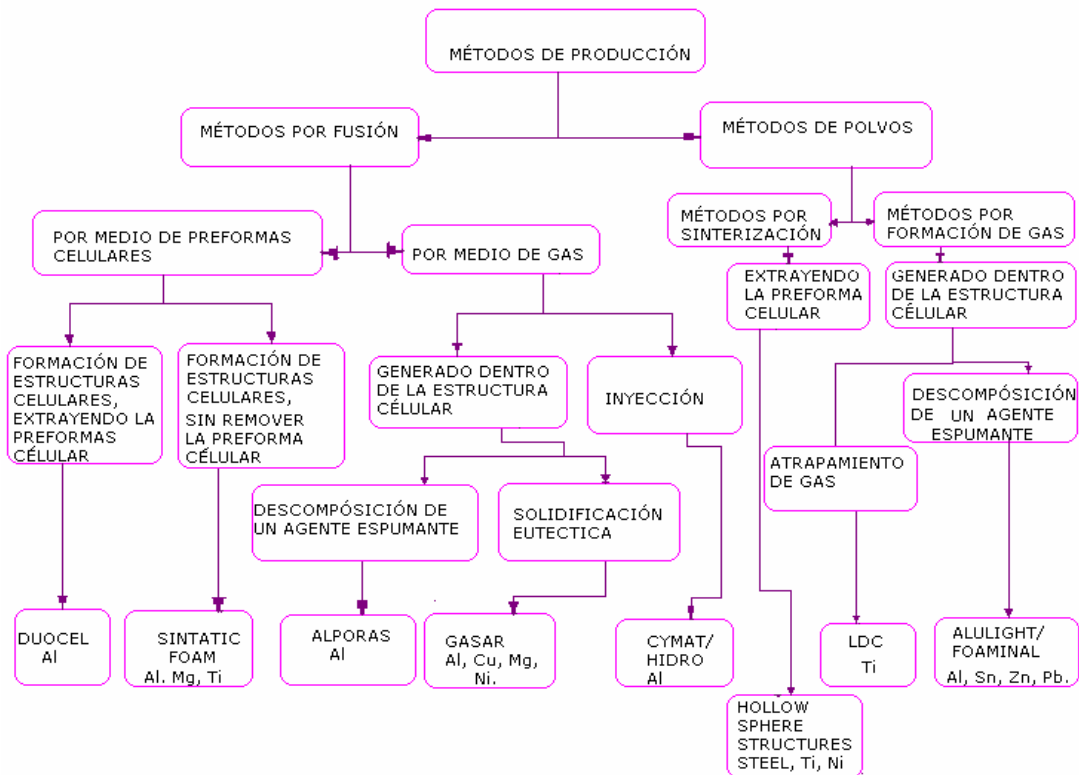 MÉTODOS DE PRODUCCIÓN
MÉTODOS POR FUSIÓN
MÉTODOS DE POLVOS
POR MEDIO DE PREFORMAS
CELULARES
POR MEDIO DE GAS
MÉTODOS POR
SINTERIZACIÓN
MÉTODOS POR
FORMACIÓN DE GAS
EXTRAYENDO
LA PREFORMA
CELULAR
GENERADO DENTRO
DE LA ESTRUCTURA
CÉLULAR
FORMACIÓN DE
ESTRUCTURAS
CELULARES,
EXTRAYENDO LA
PREFORMAS
CÉLULAR
FORMACIÓN DE
ESTRUCTURAS
CELULARES,
SIN REMOVER
LA PREFORMA
CÉLULAR
GENERADO DENTRO
DE LA ESTRUCTURA
CÉLULAR
INYECCIÓN
DESCOMPÓSICIÓN
DE UN AGENTE
ESPUMANTE
ATRAPAMIENTO
DE GAS
DESCOMPÓSICIÓN DE
UN AGENTE ESPUMANTE
SOLIDIFICACIÓN
EUTECTICA
DUOCEL
Al
SINTATIC
FOAM
Al. Mg, Ti
ALPORAS
Al
GASAR
Al, Cu, Mg,
Ni.
CYMAT/
HIDRO
Al
LDC
Ti
ALULIGHT/
FOAMINAL
Al, Sn, Zn, Pb.
HOLLOW
SPHERE
STRUCTURES
STEEL, Ti, Ni